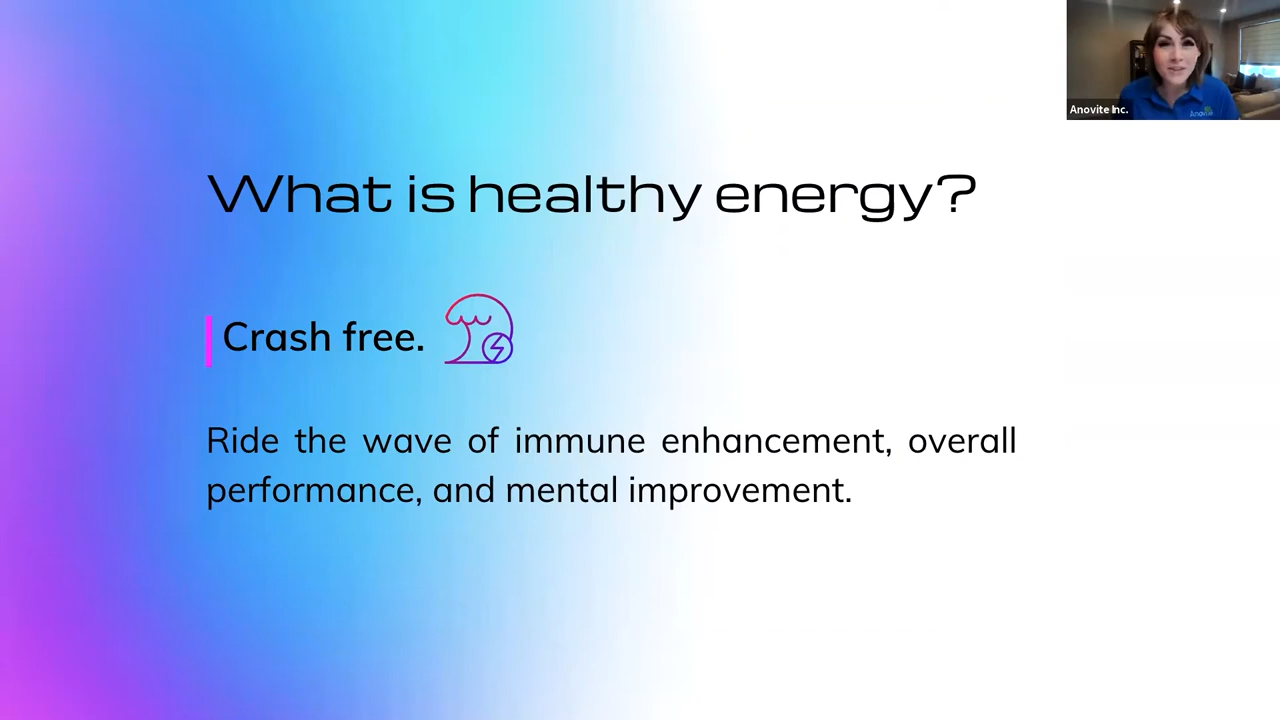 Anovite Inc.
Anovite
What is healthy energy?
Crash free.
Ride the wave of immune enhancement, overall
performance, and mental improvement.